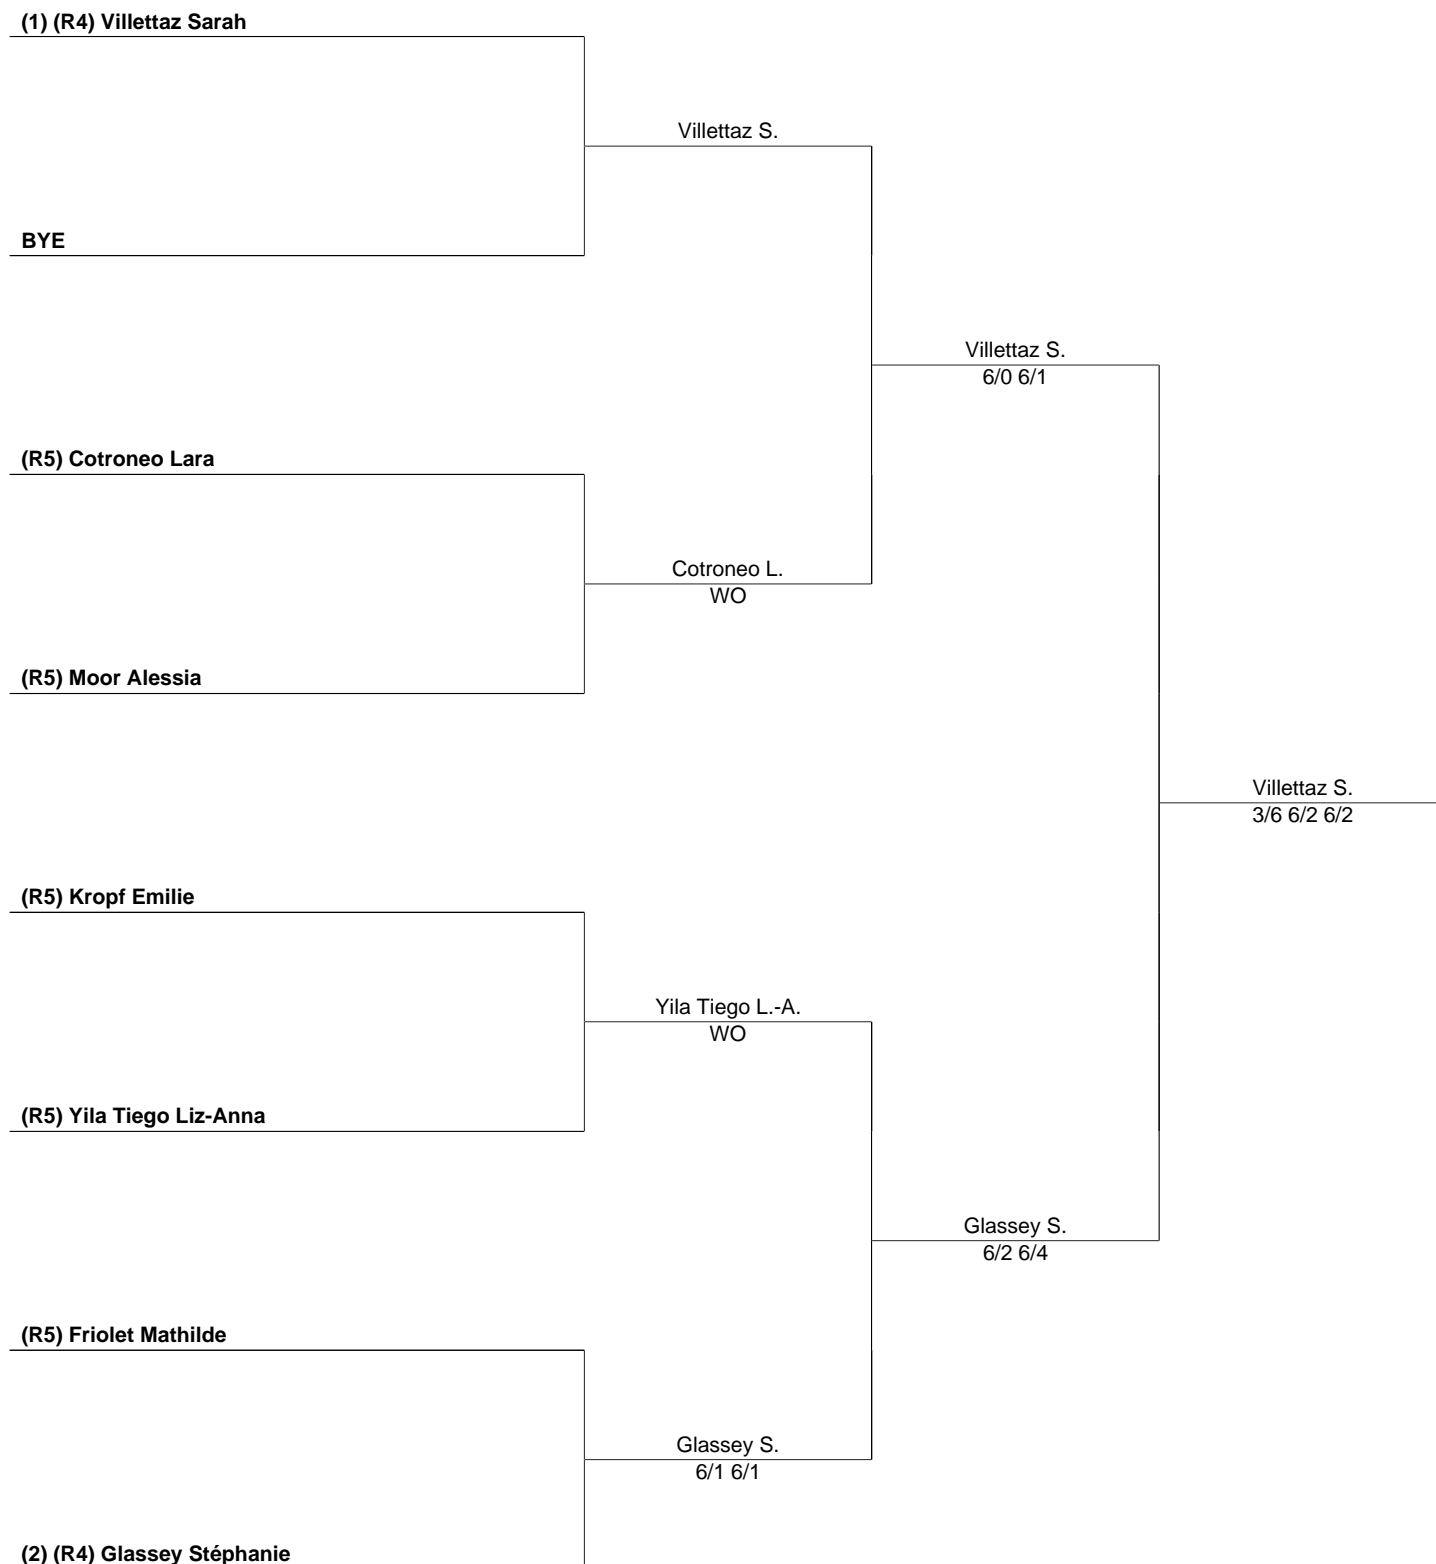 (1) (R4) Villettaz Sarah
Villettaz S.
BYE
Villettaz S.
6/0 6/1
(R5) Cotroneo Lara
Cotroneo L.
WO
(R5) Moor Alessia
Villettaz S.
3/6 6/2 6/2
(R5) Kropf Emilie
Yila Tiego L.-A.
WO
(R5) Yila Tiego Liz-Anna
Glassey S.
6/2 6/4
(R5) Friolet Mathilde
Glassey S.
6/1 6/1
(2) (R4) Glassey Stéphanie